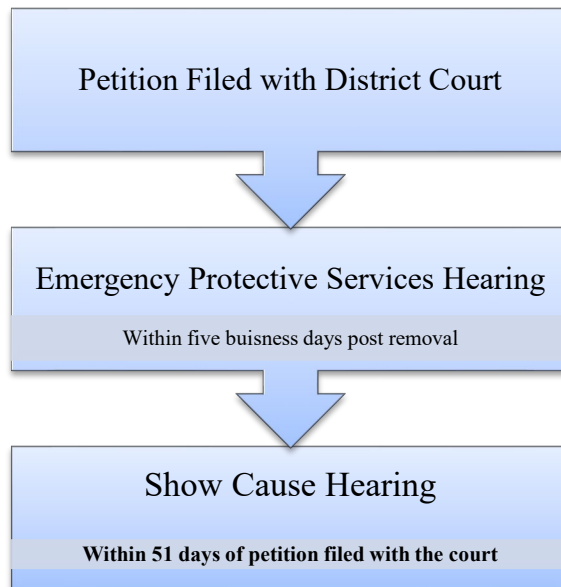 Petition Filed with District Court
Emergency Protective Services Hearing
Within five buisness days post removal
Show Cause Hearing
Within 51 days of petition filed with the court